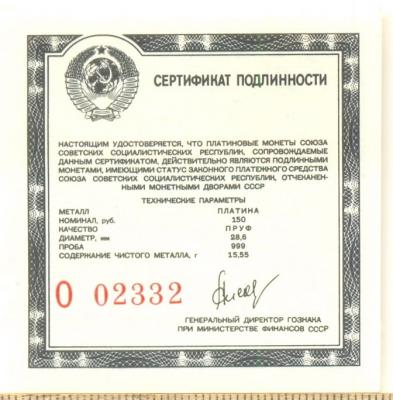 СЕРТИФИКАТ ПОДЛИННОСТИ
НАСТОЯЩИМ УДОСТОВЕРЯЕТСЯ, ЧТО ПЛАТИНОВЫЕ МОНЕТЫ СОЮЗА
СОВЕТСКИХ СОЦИАЛИСТИЧЕСКИХ РЕСПУБЛИК, СОПРОВОЖДАЕМЫЕ
ДАННЫМ СЕРТИФИКАТОМ, ДЕЙСТВИТЕЛЬНО ЯВЛЯЮТСЯ ПОДЛИННЫМИ
МОНЕТАМИ, ИМЕЮЩИМИ СТАТУС ЗАКОННОГО ПЛАТЕЖНОГО СРЕДСТВА
СОЮЗА СОВЕТСКИХ СОЦИАЛИСТИЧЕСКИХ РЕСПУБЛИК, ОТЧЕКАНЕН-
НЫМИ МОНЕТНЫМИ ДВОРАМИ СССР
ТЕХНИЧЕСКИЕ ПАРАМЕТРЫ
МЕТАЛЛ ПЛАТИНА
НОМИНАЛ, руб. 150
КАЧЕСТВО ПРУФ
ДИАМЕТР, мм 28,6
ПРОБА 999
СОДЕРЖАНИЕ ЧИСТОГО МЕТАЛЛА, г 15,55
О 02332
ГЕНЕРАЛЬНЫЙ ДИРЕКТОР ГОЗНАКА
ПРИ МИНИСТЕРСТВЕ ФИНАНСОВ СССР